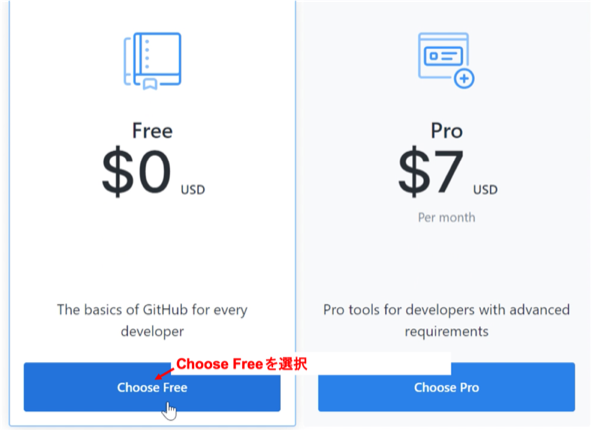 Free
$0 USD
The basics of GitHub for every
developer
Choose Freeを選択
Choose Free
Pro
$7 USD
Per month
Pro tools for developers with advanced
requirements
Choose Pro